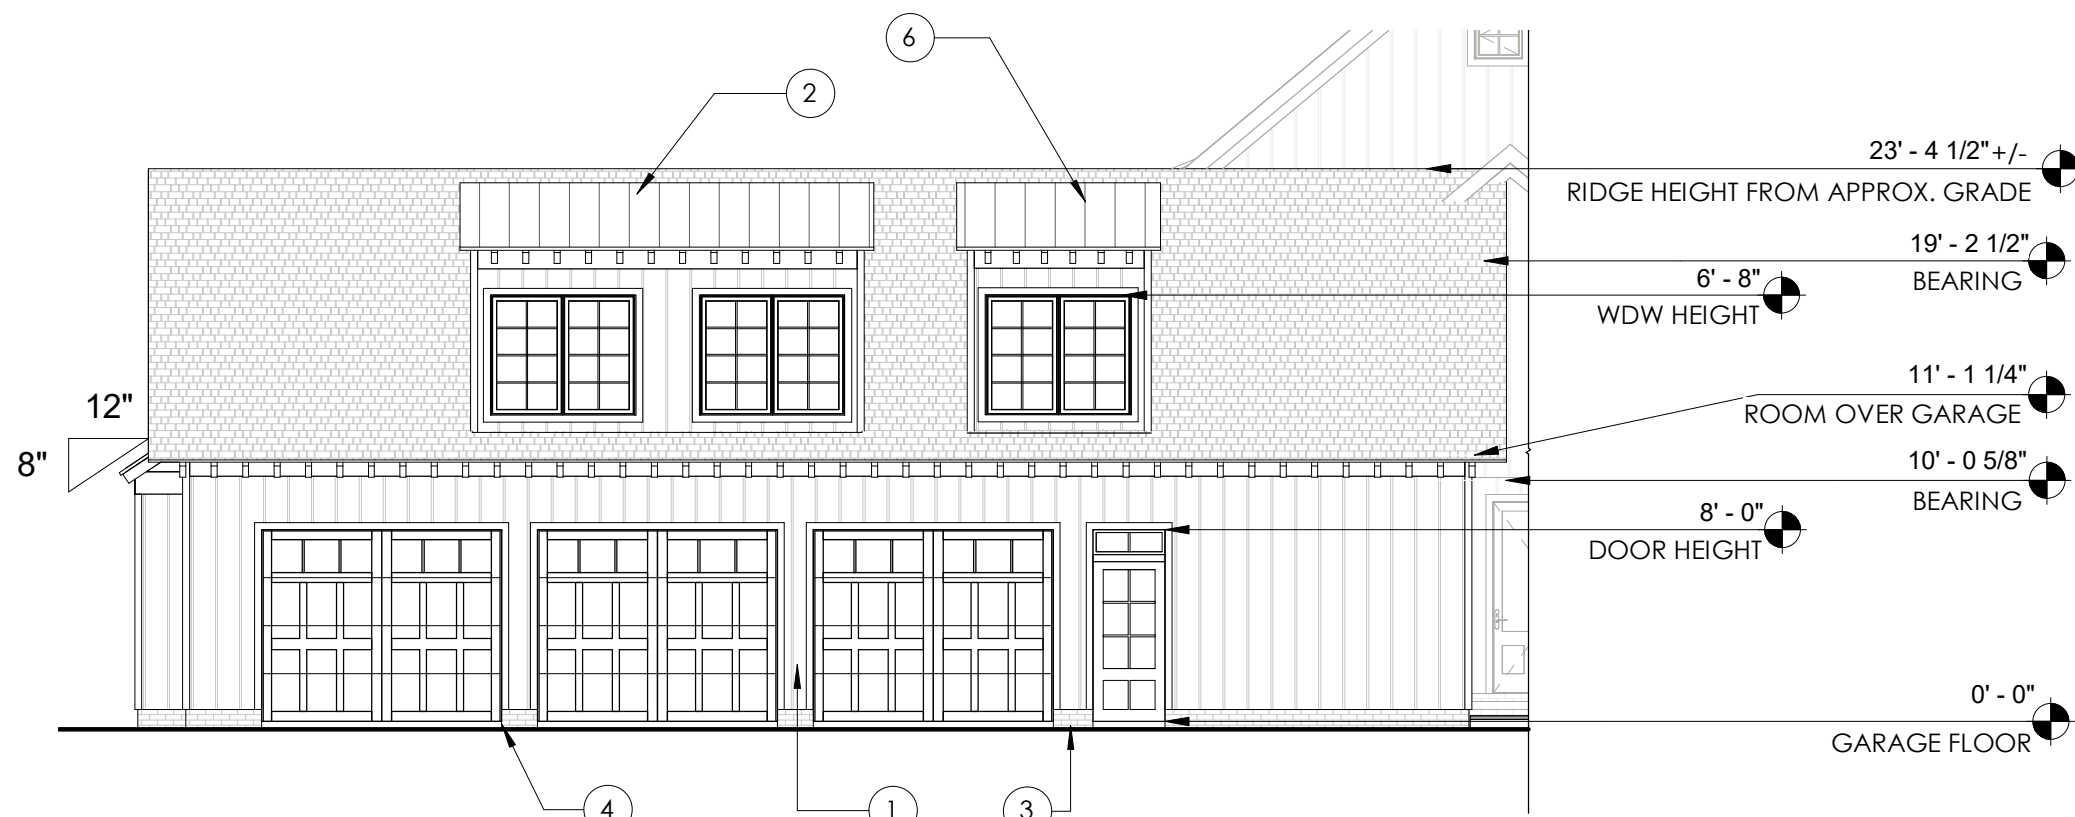 6
2
23' - 4 1/2"+/-
RIDGE HEIGHT FROM APPROX. GRADE
19' - 2 1/2"
BEARING
6' - 8"
WDW HEIGHT
11' - 1 1/4"
ROOM OVER GARAGE
12"
8"
10' - 0 5/8"
BEARING
8' - 0"
DOOR HEIGHT
0' - 0"
GARAGE FLOOR
4
1
3